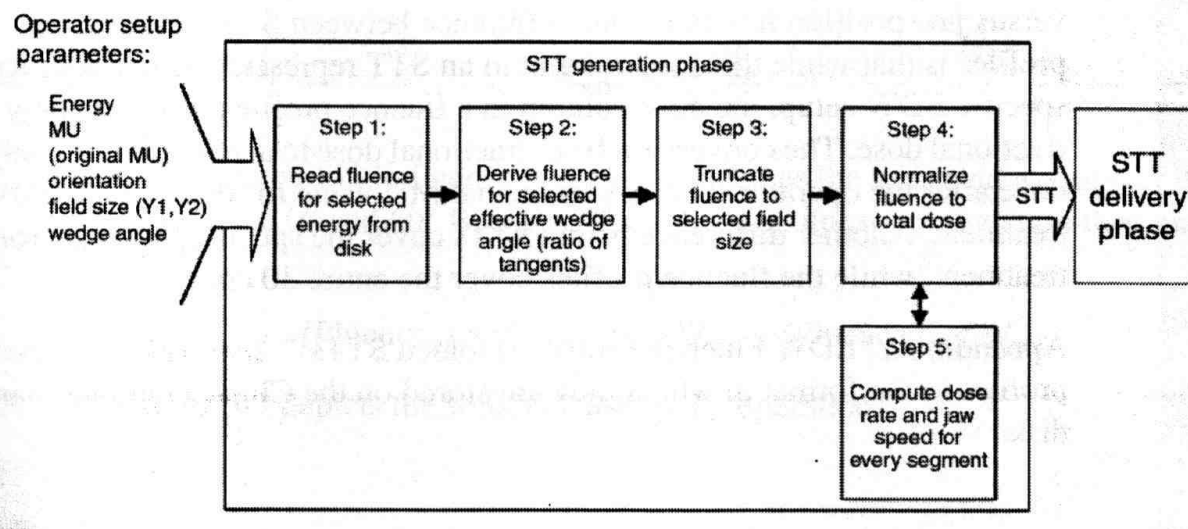 versus jaw position
Operator setup
parameters:
Energy
MU
(original MU)
orientation
field size (Y1,Y2)
wedge angle
STT generation phase
Step 1:
Read fluence
for selected
energy from
disk
Step 2:
Derive fluence
for selected
effective wedge
angle (ratio of
tangents)
Step 3:
Truncate
fluence to
selected field
size
Step 4:
Normalize
fluence to
total dose
STT
STT
delivery
phase
Step 5:
Compute dose
rate and jaw
speed for
every segment